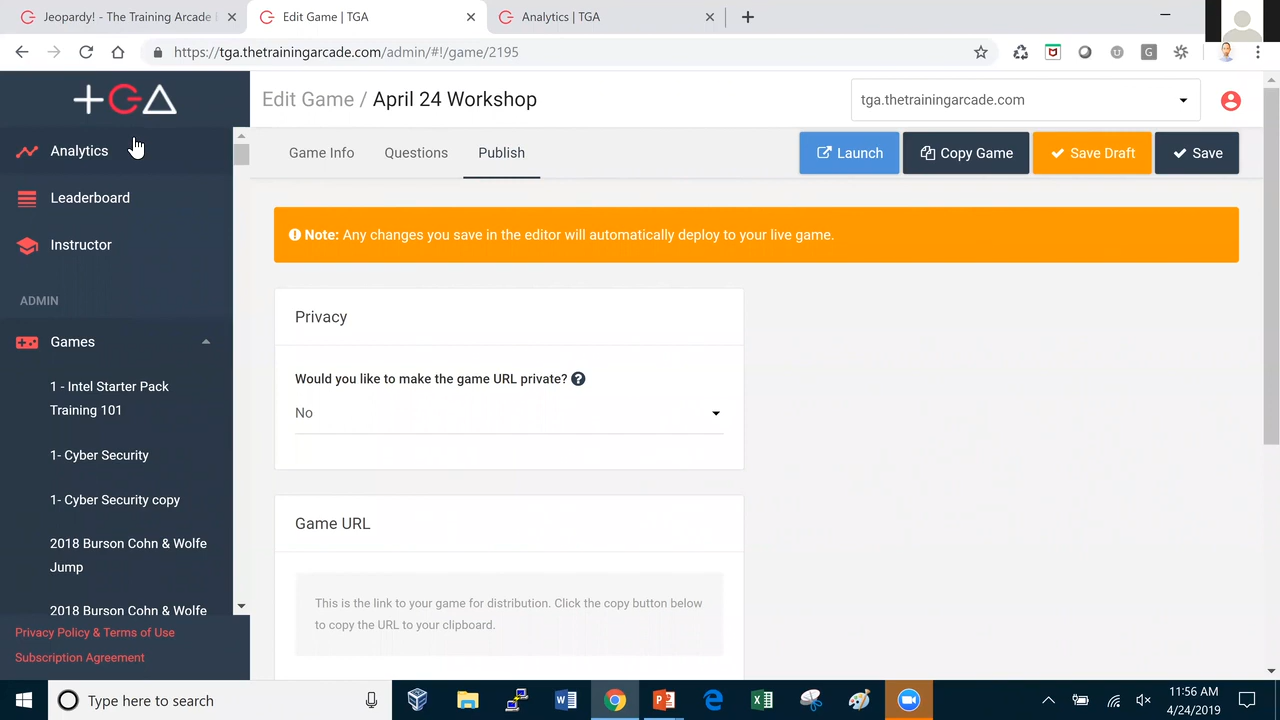 Jeopardy! - The Training Arcade
Edit Game | TGA
Analytics | TGA
https://tga.thetrainingarcade.com/admin/#!/game/2195
Edit Game / April 24 Workshop
tga.thetrainingarcade.com
Analytics
Leaderboard
Instructor
ADMIN
Games
1 - Intel Starter Pack
Training 101
1- Cyber Security
1- Cyber Security copy
2018 Burson Cohn & Wolfe
Jump
2018 Burson Cohn & Wolfe
Privacy Policy & Terms of Use
Subscription Agreement
Game Info
Questions
Publish
Launch
Copy Game
Save Draft
Save
Note: Any changes you save in the editor will automatically deploy to your live game.
Privacy
Would you like to make the game URL private?
No
Game URL
This is the link to your game for distribution. Click the copy button below
to copy the URL to your clipboard.
Type here to search
11:56 AM
4/24/2019